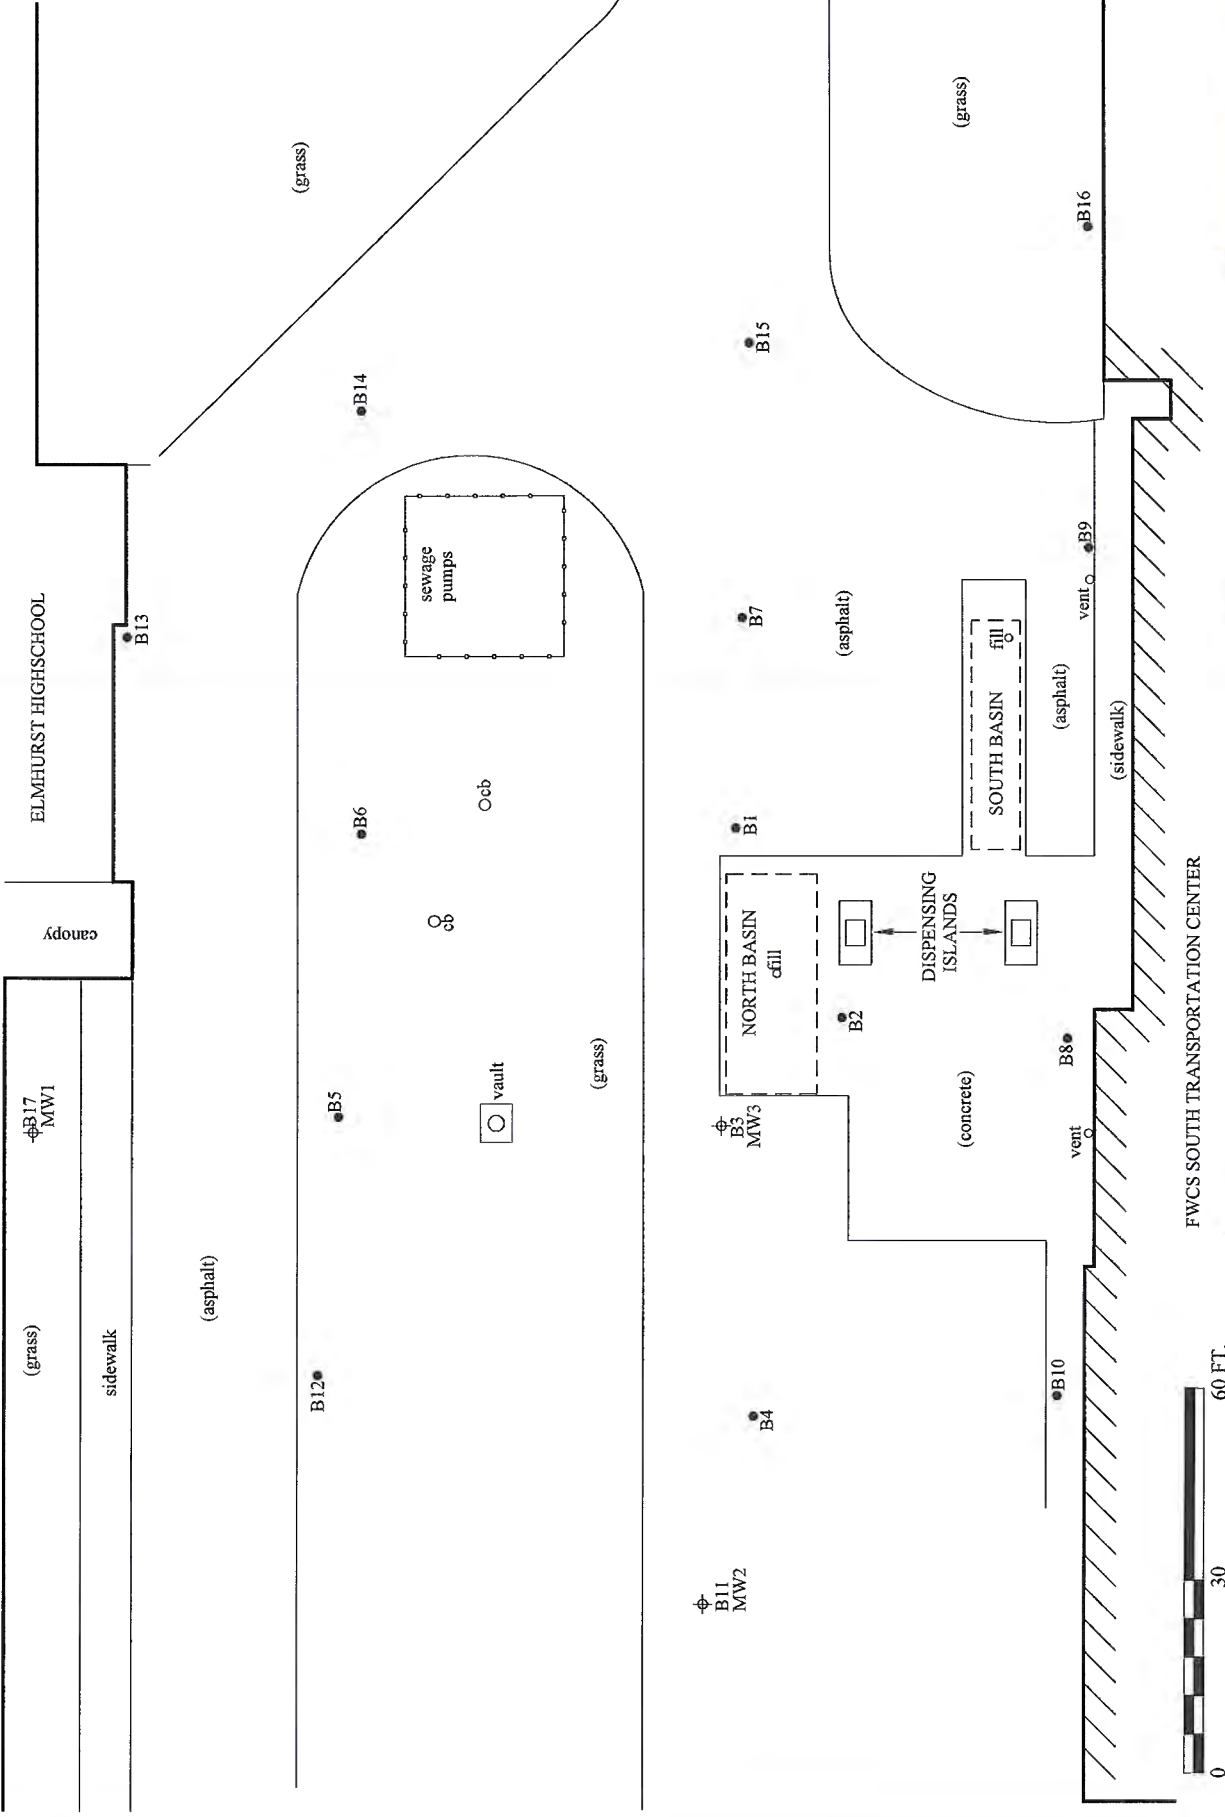 ELMHURST HIGHSCHOOL
canopy
(grass)
sidewalk
B17
MW1
B13
(grass)
(asphalt)
B12
B5
B6
B14
cb
cb
vault
(grass)
sewage
pumps
B11
MW2
B4
B3
MW3
B1
B7
B15
NORTH BASIN
fill
B2
DISPENSING
ISLANDS
(concrete)
(asphalt)
SOUTH BASIN
fill
(grass)
B10
B8
vent
vent
B9
B16
(asphalt)
(sidewalk)
FWCS SOUTH TRANSPORTATION CENTER
0
30
60 FT.